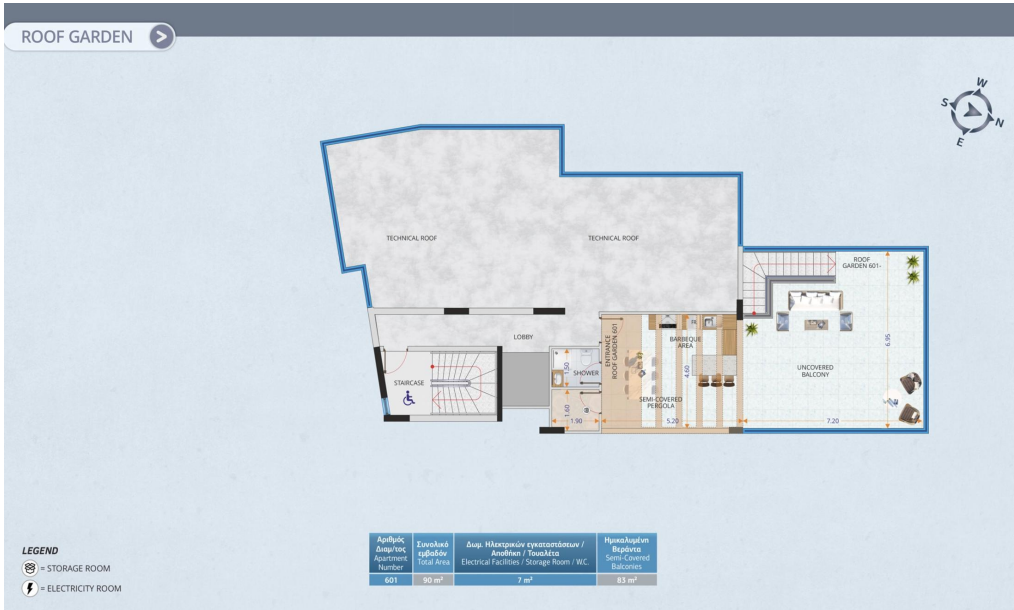 ROOF GARDEN
W
S
N
E
TECHNICAL ROOF
TECHNICAL ROOF
ROOF
GARDEN 601-
LOBBY
ENTRANCE
ROOF GARDEN 601
BARBEQUE
AREA
6.95
1.50
SHOWER
4.60
UNCOVERED
BALCONY
STAIRCASE
SEMI-COVERED
PERGOLA
1.60
1.90
5.20
7.20
LEGEND
= STORAGE ROOM
= ELECTRICITY ROOM
Αριθμός
Διαμ/τος
Apartment
Number
Συνολικό
εμβαδόν
Total Area
Δωμ. Ηλεκτρικών εγκαταστάσεων /
Αποθήκη / Τουαλέτα
Electrical Facilities / Storage Room / W.C.
Ημικαλυμένη
Βεράντα
Semi-Covered
Balconies
601 90 m² 7 m² 83 m²